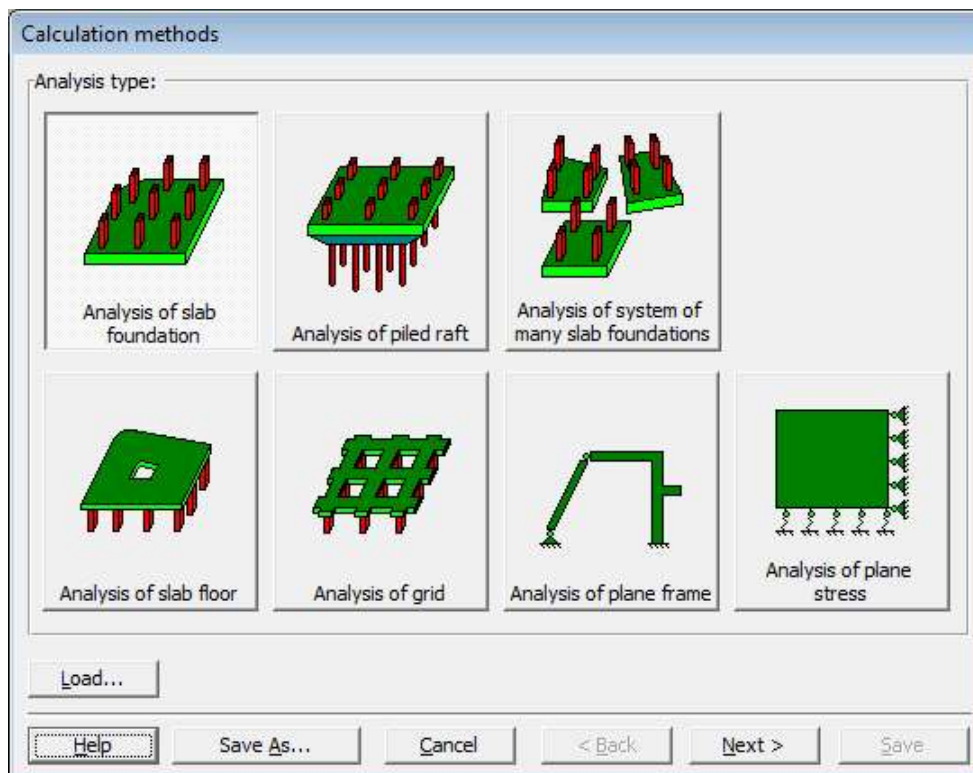 Calculation methods
Analysis type:
Analysis of slab
foundation
Analysis of piled raft
Analysis of system of
many slab foundations
Analysis of slab floor
Analysis of grid
Analysis of plane frame
Analysis of plane
stress
Load...
Help
Save As...
Cancel
< Back
Next >
Save